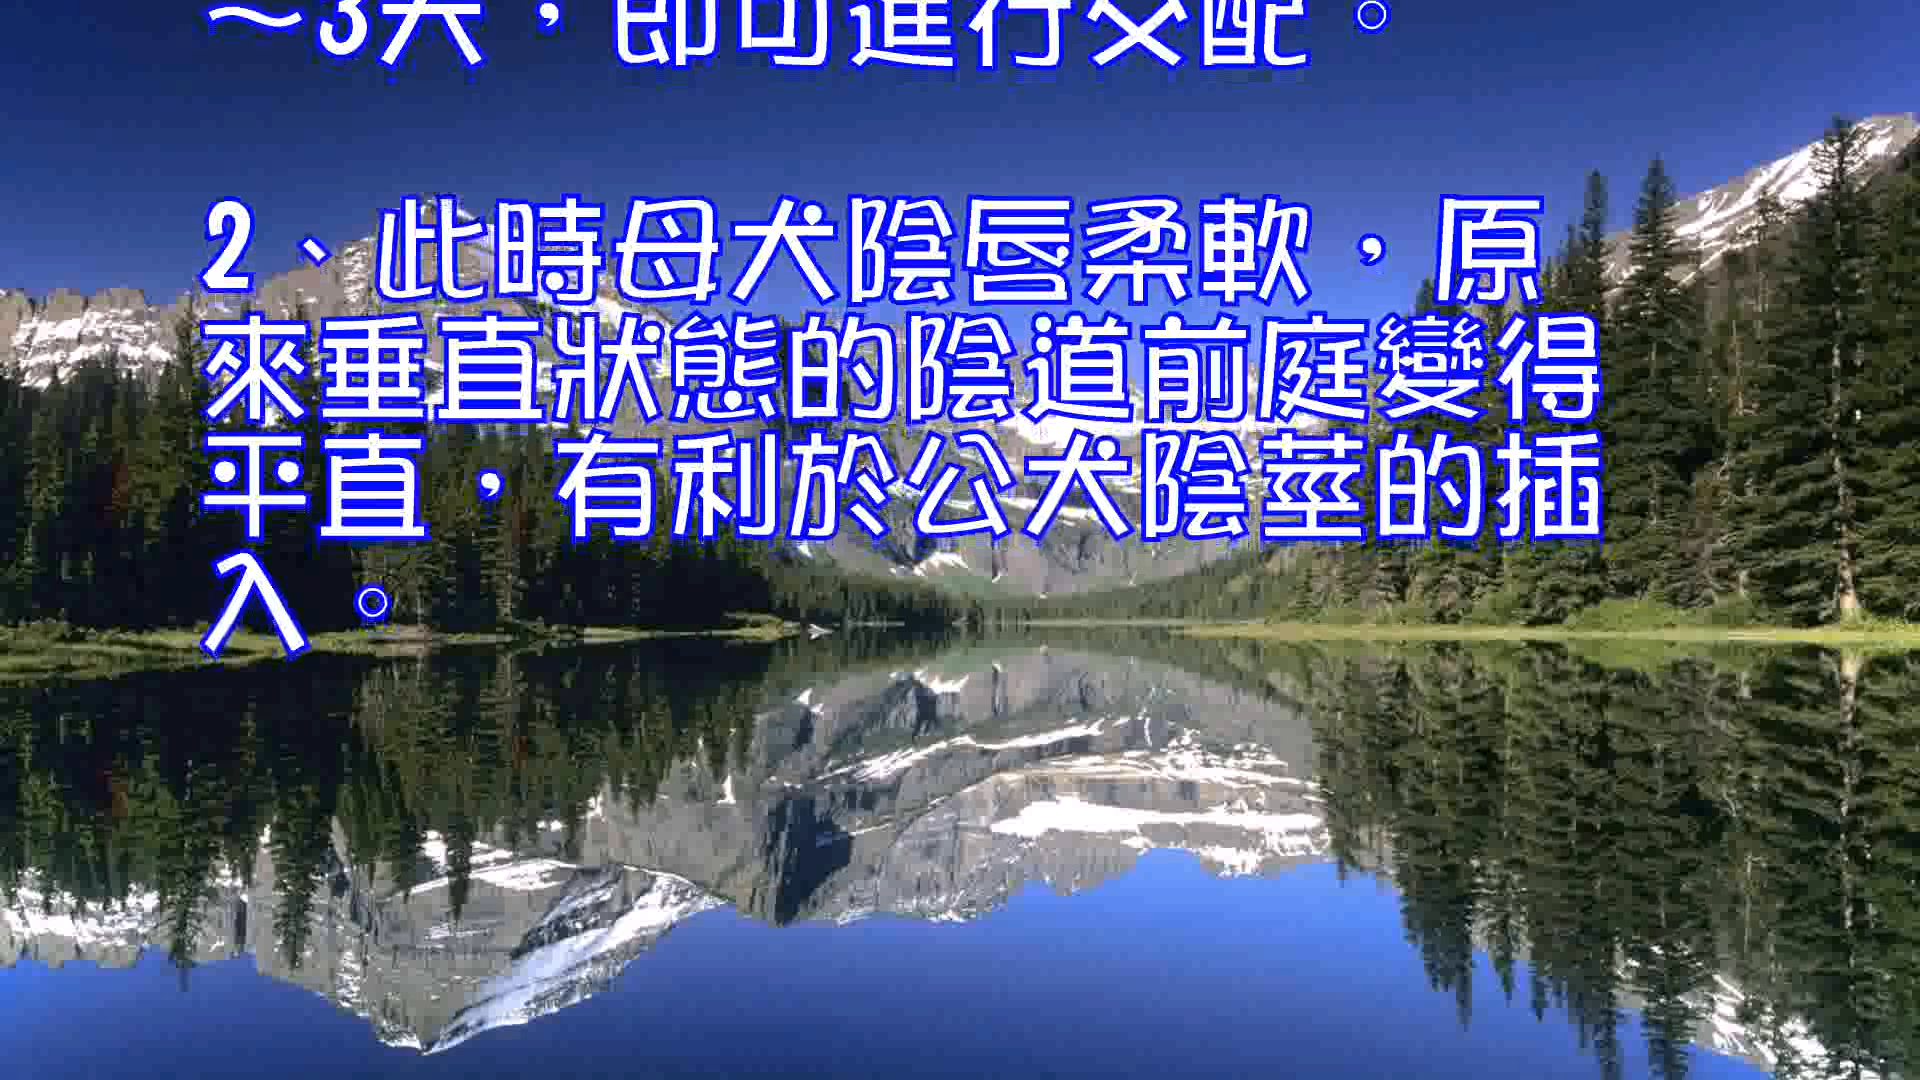 ～3天，即可進行交配。
2、此時母犬陰唇柔軟，原
來垂直狀態的陰道前庭變得
平直，有利於公犬陰莖的插
入。